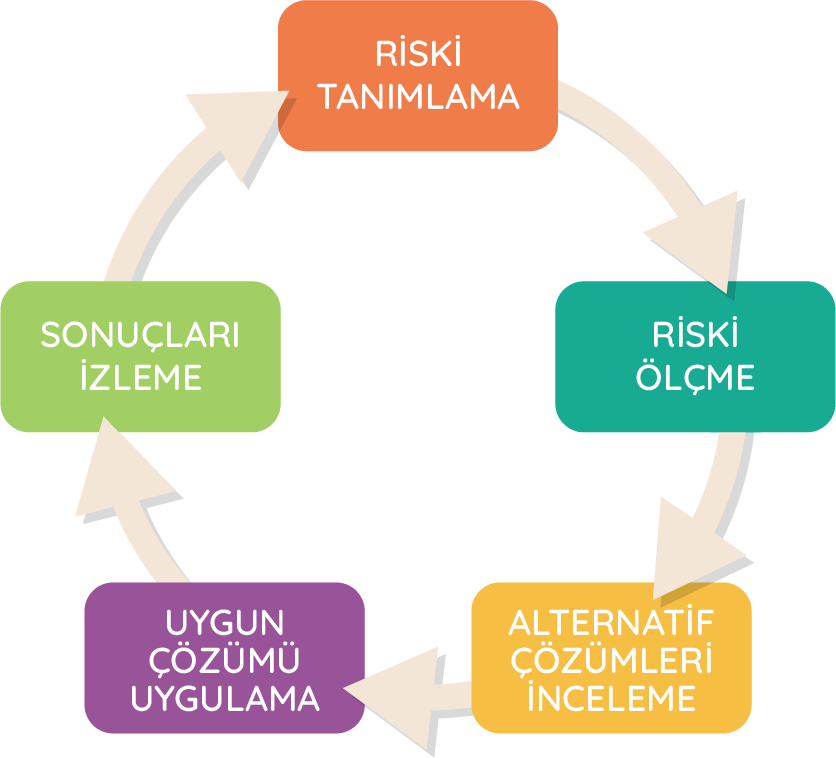 RİSKİ
TANIMLAMA
RİSKİ
ÖLÇME
ALTERNATİF
ÇÖZÜMLERİ
İNCELEME
UYGUN
ÇÖZÜMÜ
UYGULAMA
SONUÇLARI
İZLEME